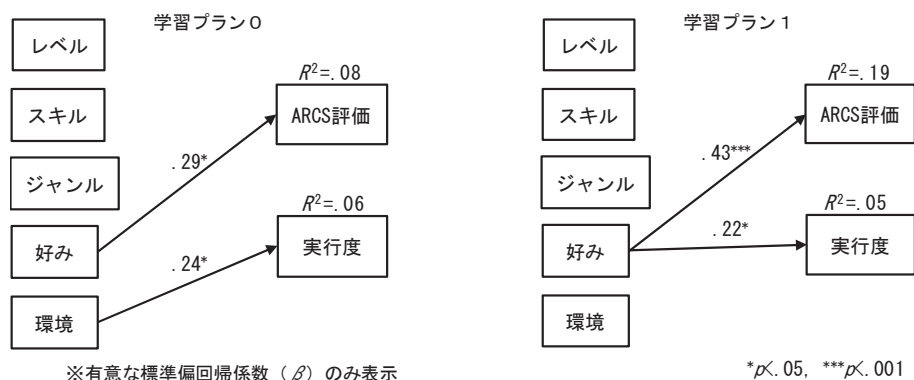 学習プラン0
レベル
スキル
ジャンル
好み
環境
R²=.08
ARCS評価
R²=.06
実行度
.29*
.24*
※有意な標準偏回帰係数（β）のみ表示
学習プラン1
レベル
スキル
ジャンル
好み
環境
R²=.19
ARCS評価
R²=.05
実行度
.43***
.22*
*p<.05, ***p<.001